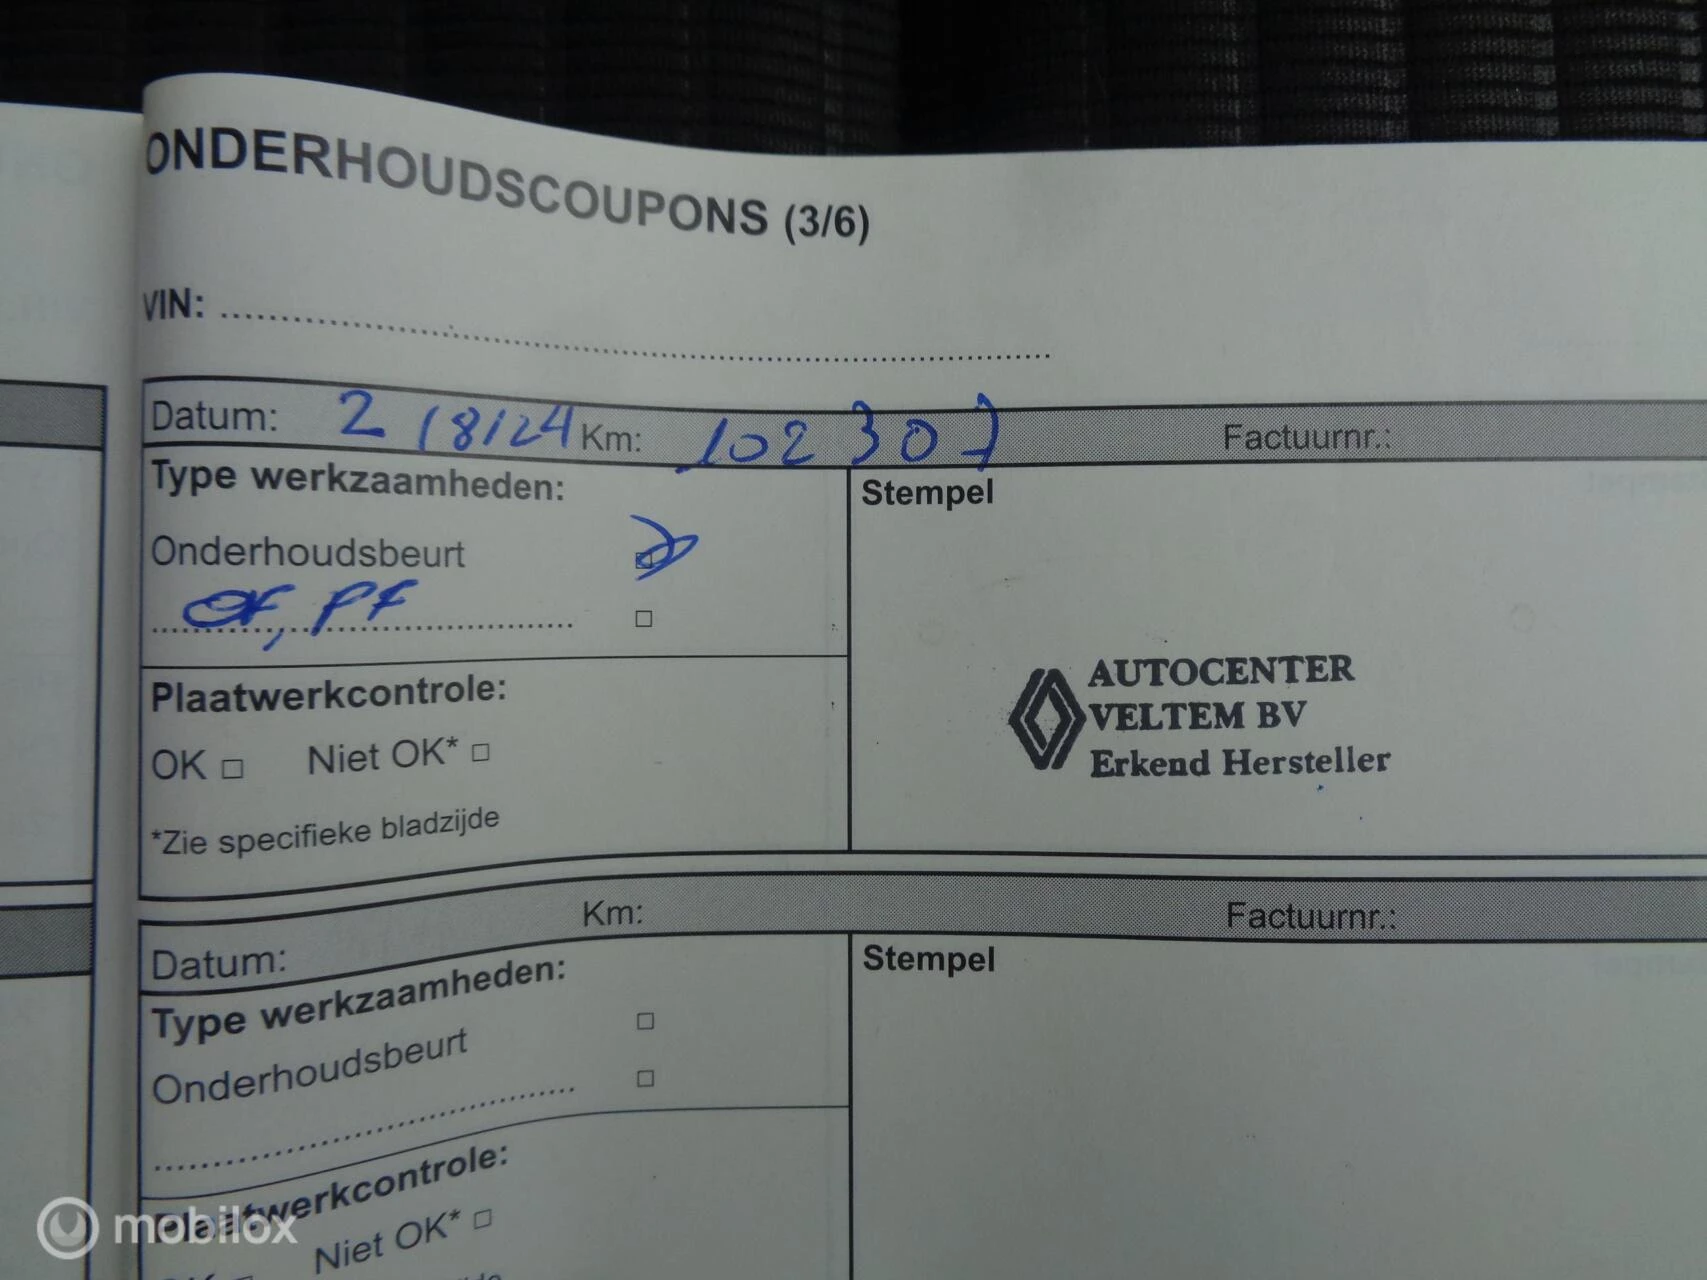 ONDERHOUDSCOUPONS (3/6)
VIN:
Datum: 2/8/24 Km: 102307 Factuurnr.:
Type werkzaamheden:
Stempel
Onderhoudsbeurt
OF, PF
AUTOCENTER
VELTEM BV
Erkend Hersteller
Plaatwerkcontrole:
OK Niet OK*
*Zie specifieke bladzijde
Datum: Km: Factuurnr.:
Type werkzaamheden:
Stempel
Onderhoudsbeurt
Plaatwerkcontrole:
Niet OK*
mobilox